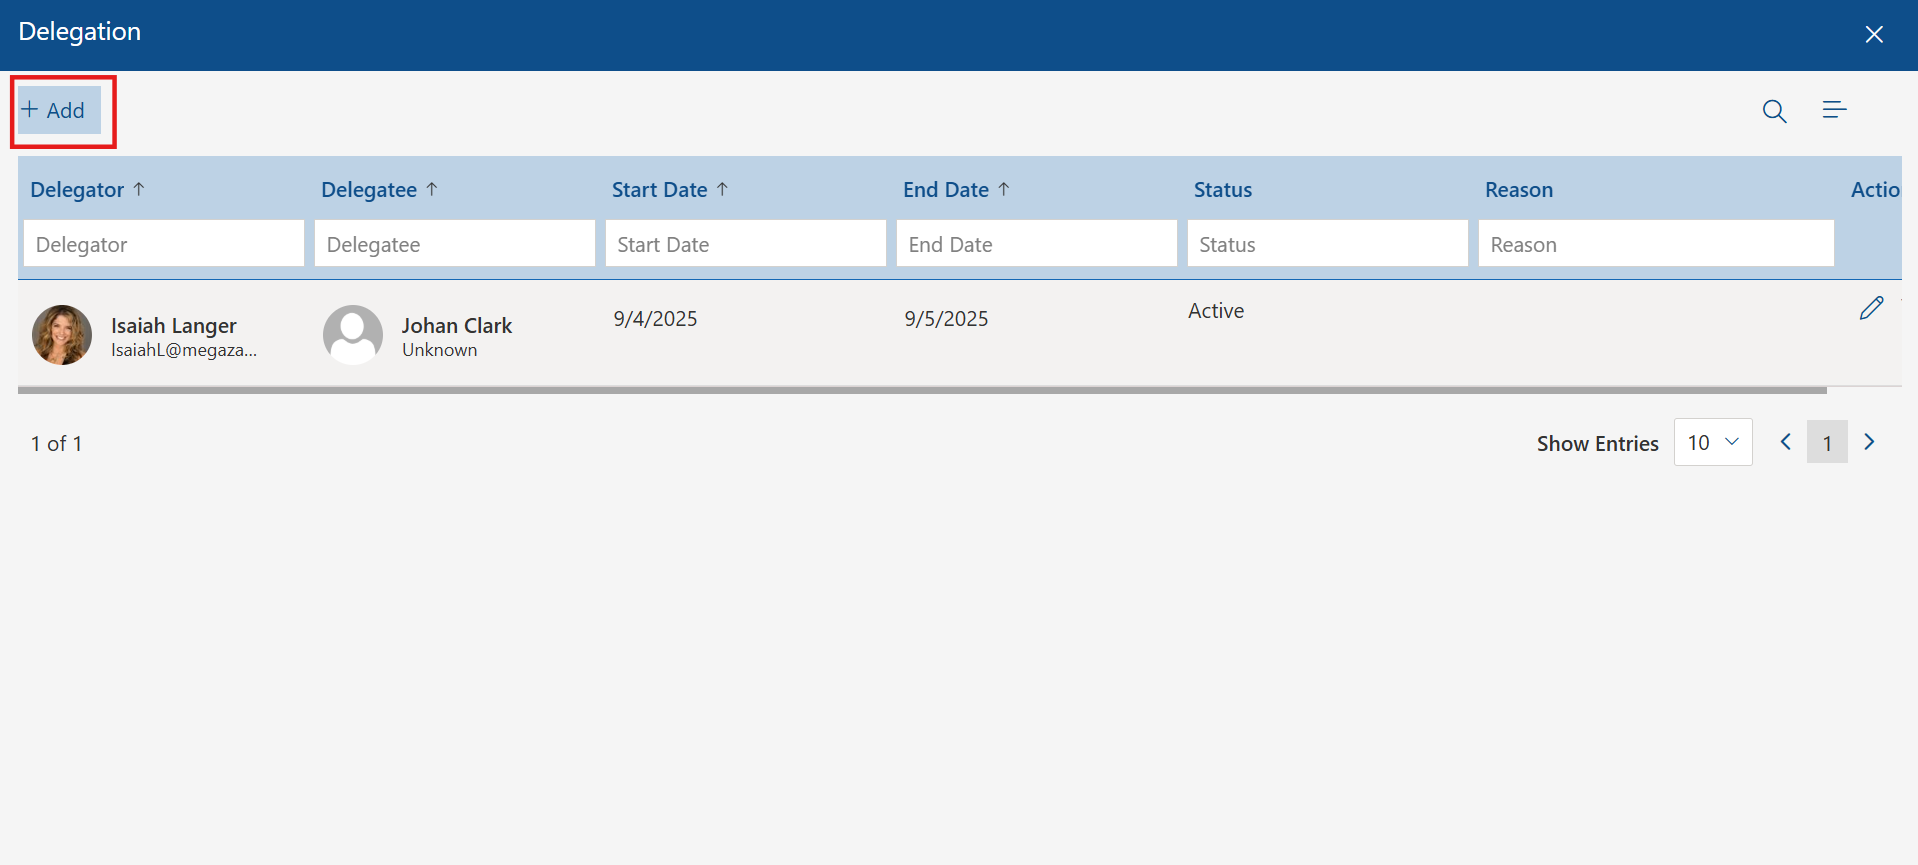 Delegation
+ Add
Delegator ↑ Delegatee ↑ Start Date ↑ End Date ↑ Status Reason Actio
Delegator Delegatee Start Date End Date Status Reason
Isaiah Langer Johan Clark 9/4/2025 9/5/2025 Active
IsaiahL@megaza... Unknown
1 of 1 Show Entries 10 1